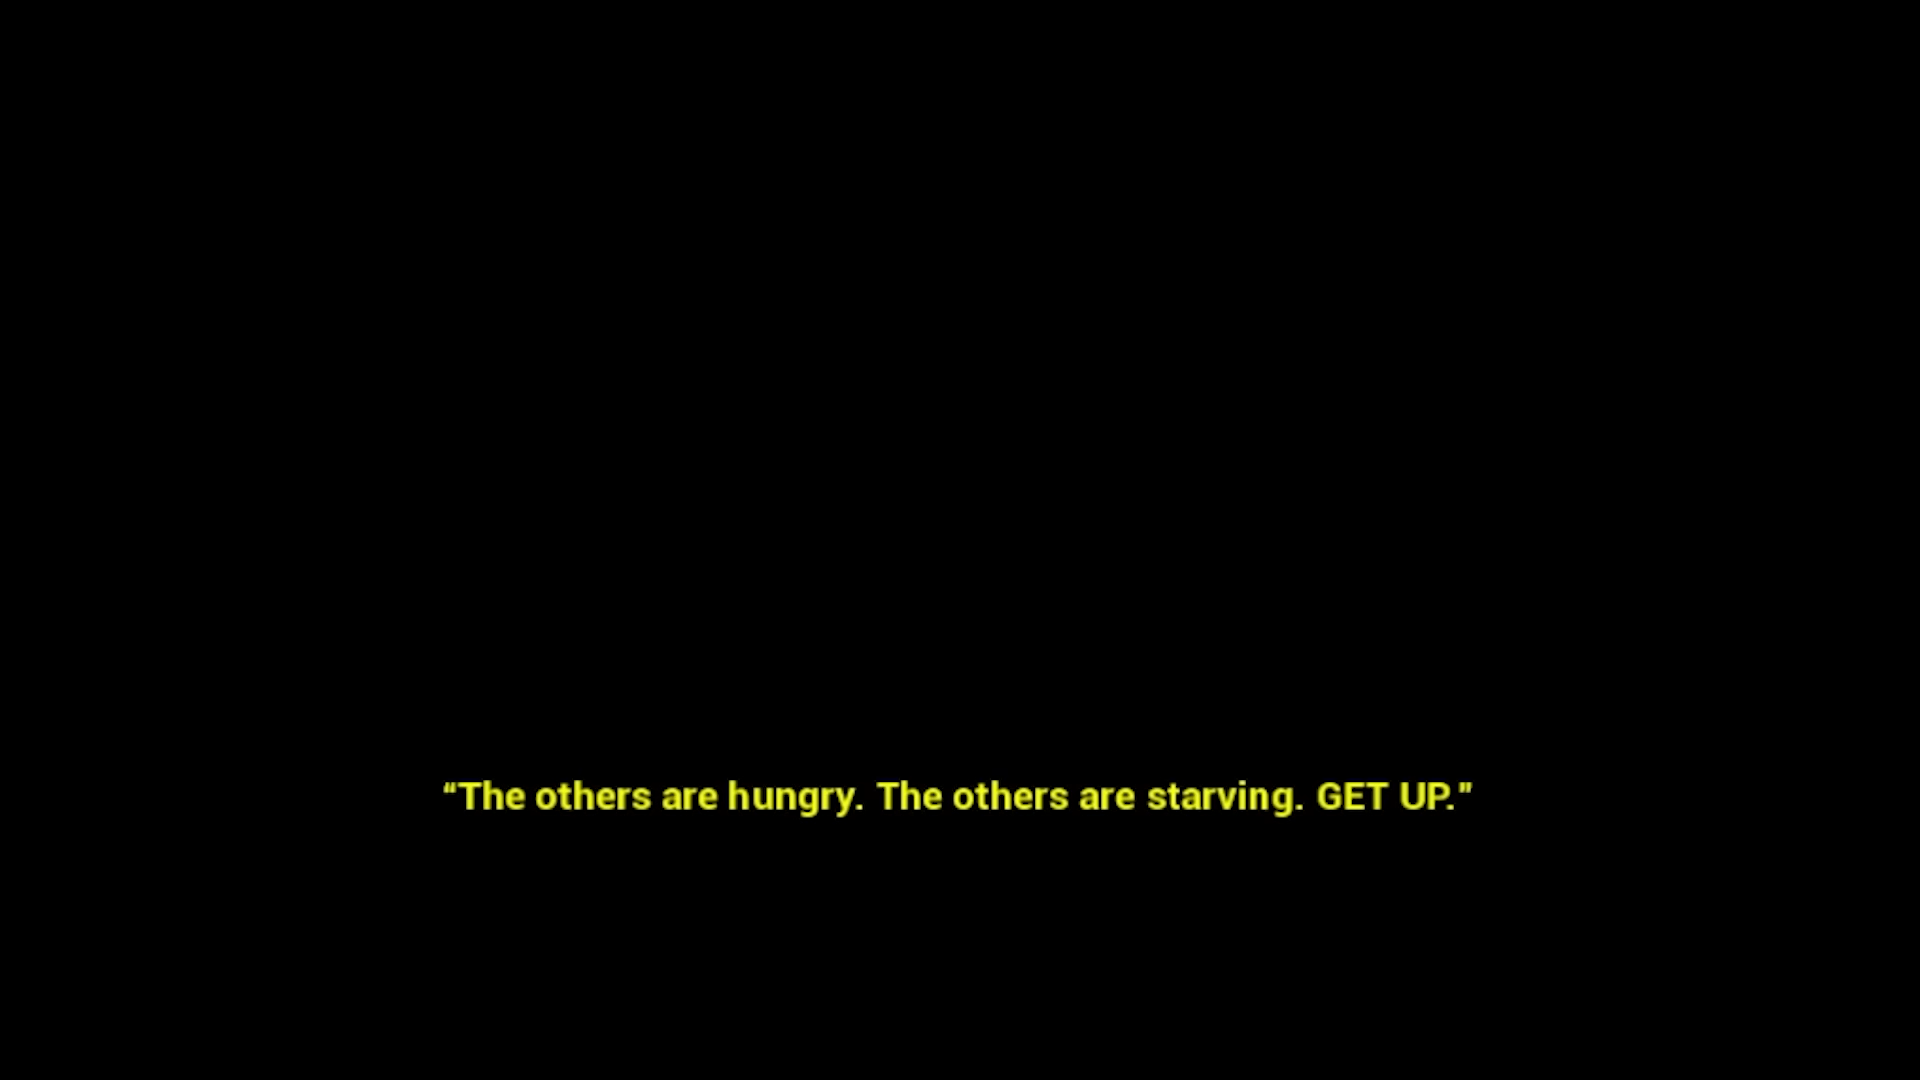 “The others are hungry. The others are starving. GET UP.”